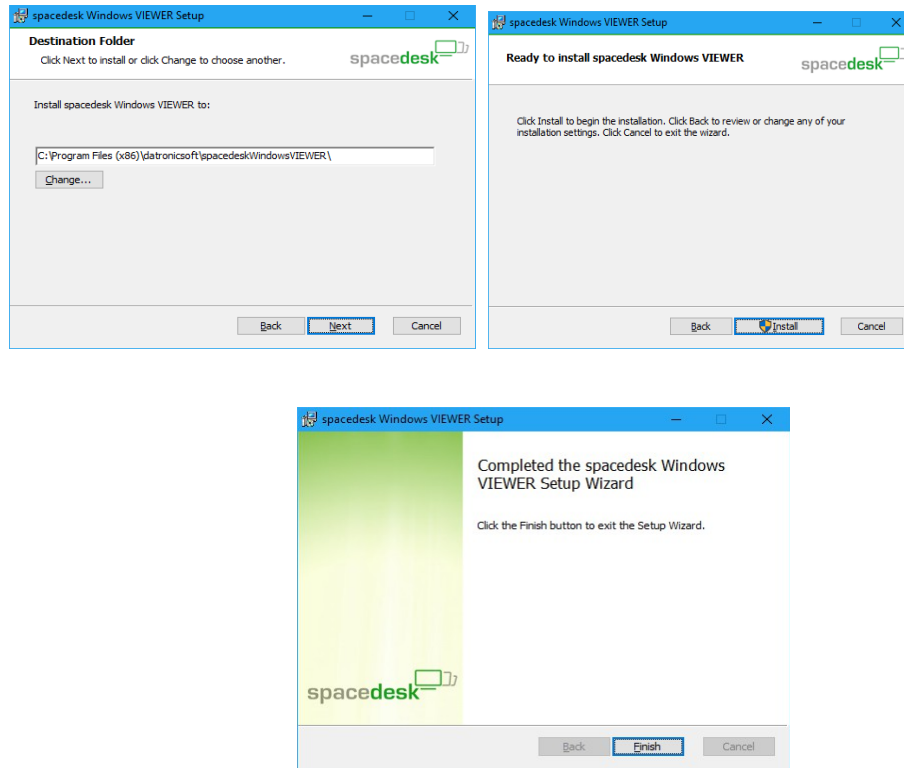 spacedesk Windows VIEWER Setup
Destination Folder
Click Next to install or click Change to choose another.
spacedesk
Install spacedesk Windows VIEWER to:
C:\Program Files (x86)\datronicsoft\spacedeskWindowsVIEWER\
Change...
Back Next Cancel
spacedesk Windows VIEWER Setup
Ready to install spacedesk Windows VIEWER
spacedesk
Click Install to begin the installation. Click Back to review or change any of your
installation settings. Click Cancel to exit the wizard.
Back Install Cancel
spacedesk Windows VIEWER Setup
Completed the spacedesk Windows
VIEWER Setup Wizard
Click the Finish button to exit the Setup Wizard.
spacedesk
Back Finish Cancel